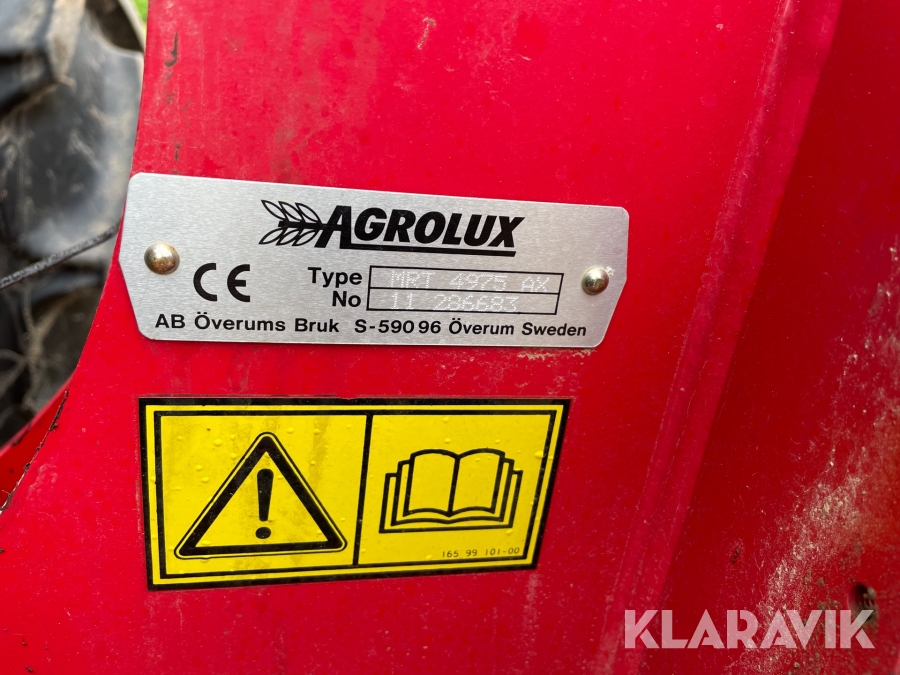 AGROLUX
CE
Type MRT 4975 AX
No 11 286683
AB Överums Bruk S-590 96 Överum Sweden
165 99 101-00
KLARAVIK